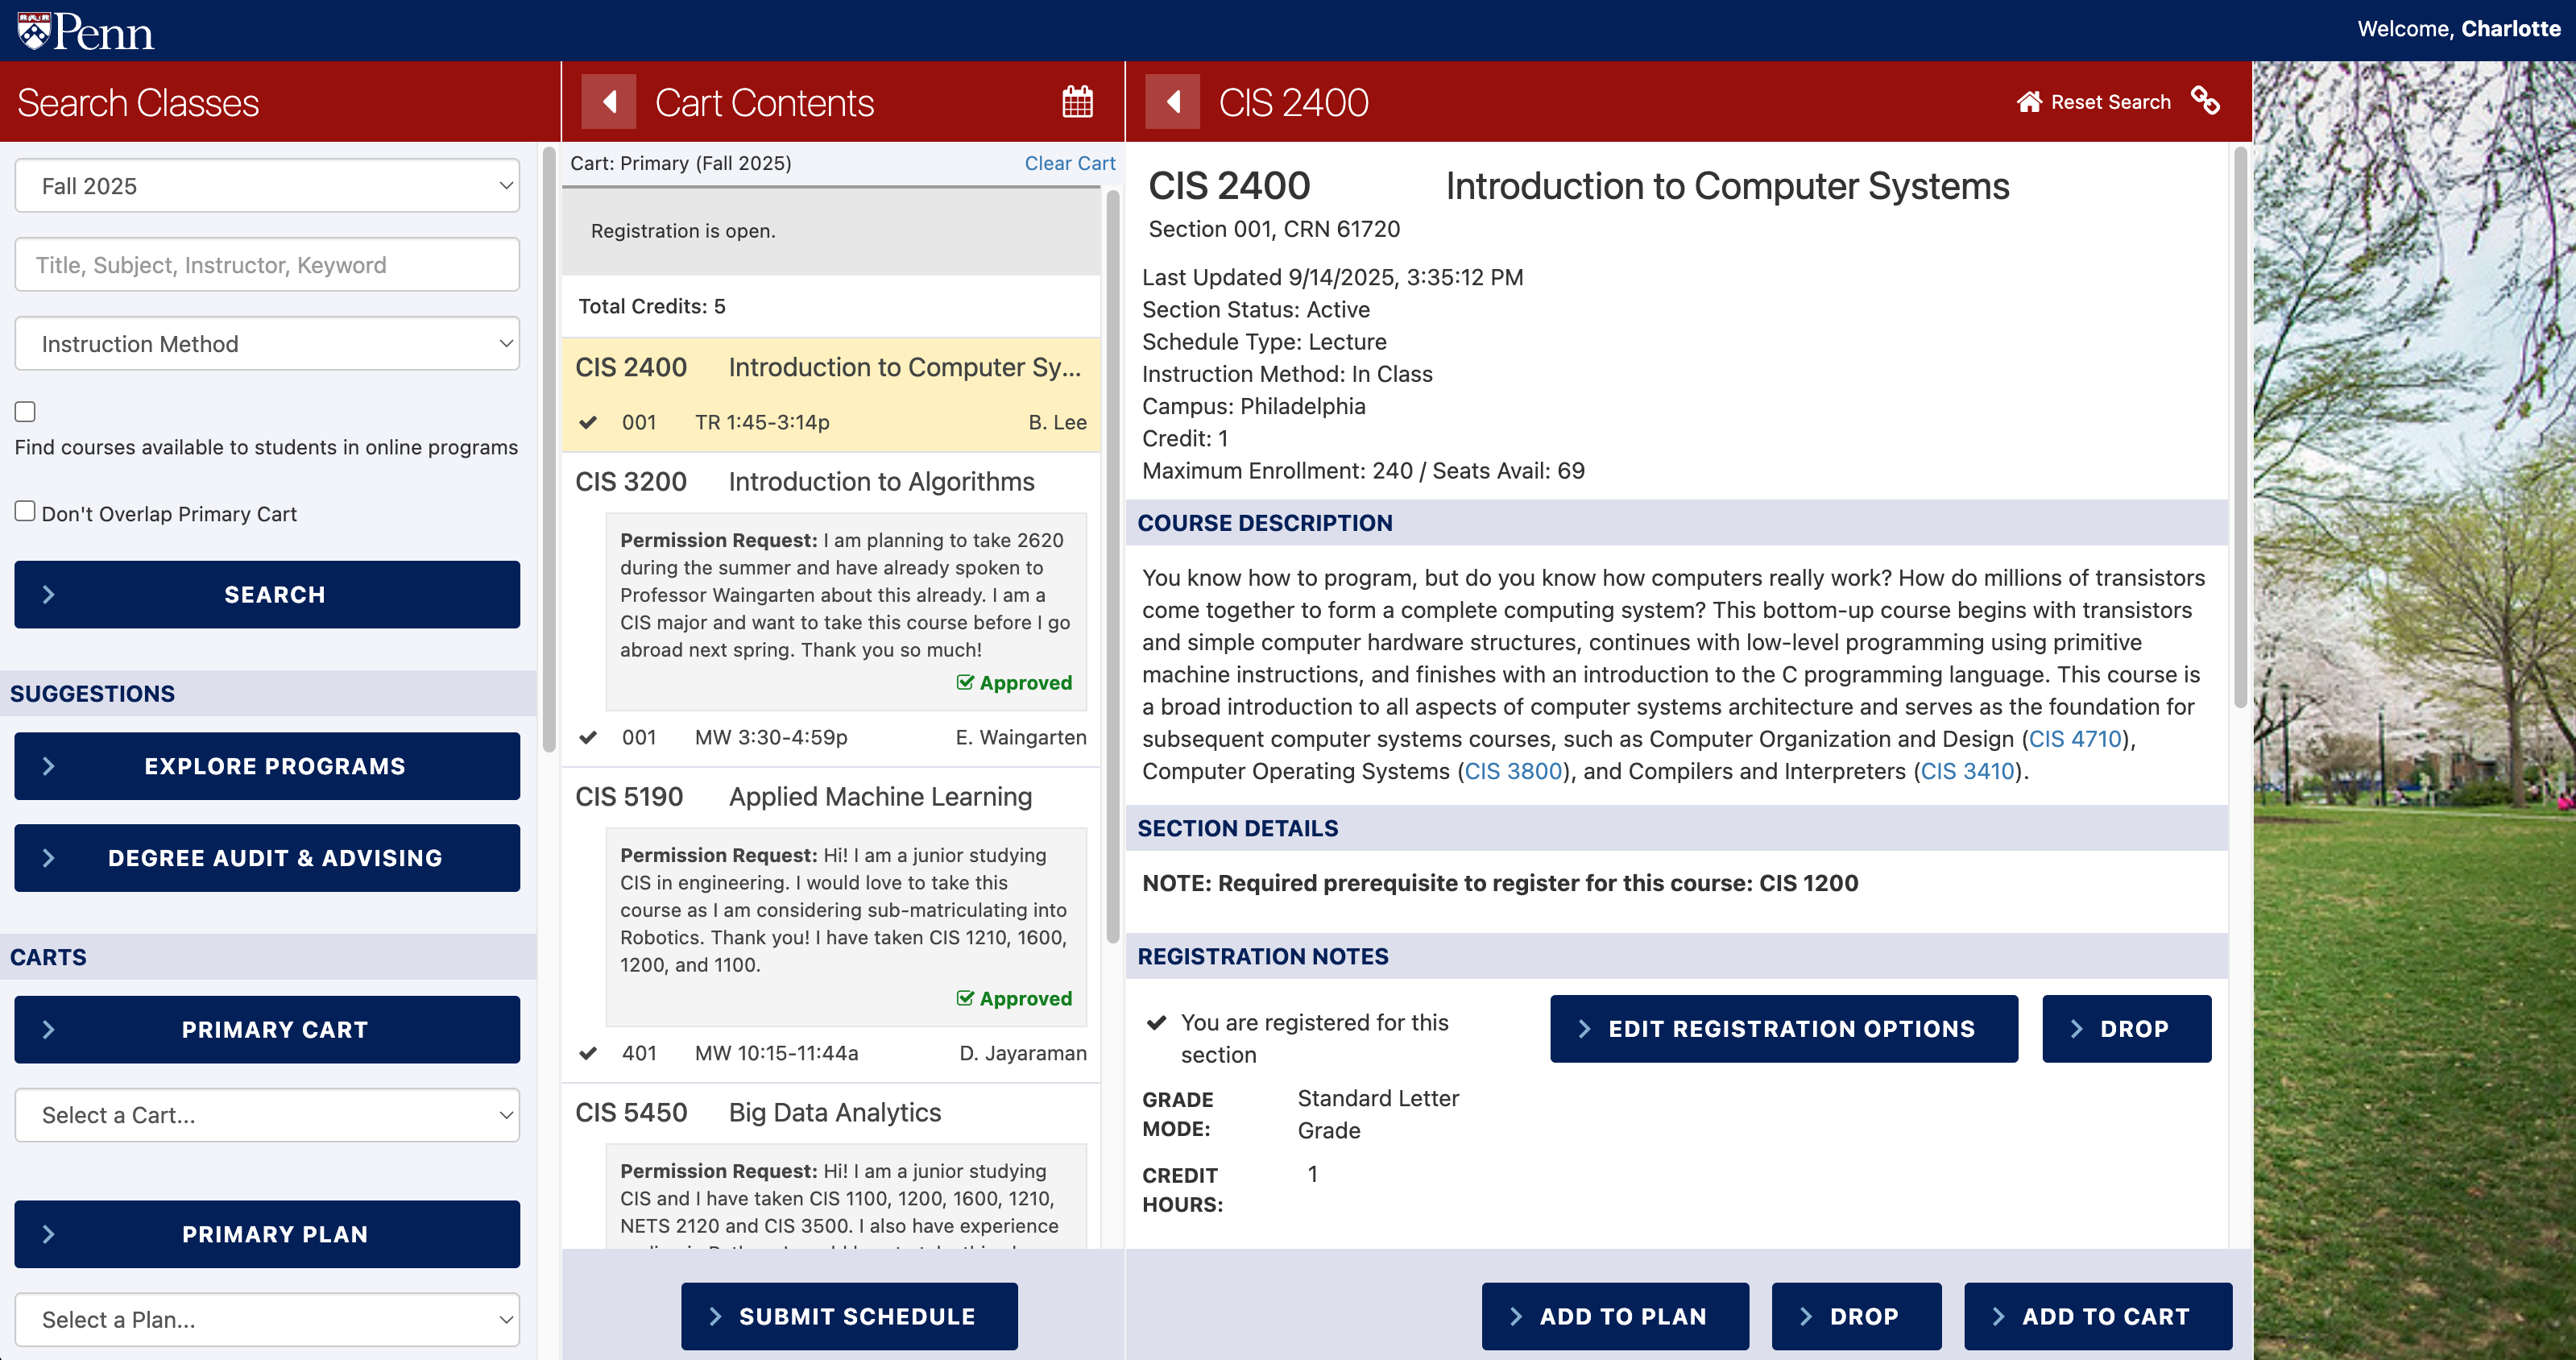 Penn
Welcome, Charlotte
Search Classes
Fall 2025
Title, Subject, Instructor, Keyword
Instruction Method
Find courses available to students in online programs
Don't Overlap Primary Cart
SEARCH
SUGGESTIONS
EXPLORE PROGRAMS
DEGREE AUDIT & ADVISING
CARTS
PRIMARY CART
Select a Cart...
PRIMARY PLAN
Select a Plan...
Cart Contents
Cart: Primary (Fall 2025) Clear Cart
Registration is open.
Total Credits: 5
CIS 2400 Introduction to Computer Sy...
001 TR 1:45-3:14p B. Lee
CIS 3200 Introduction to Algorithms
Permission Request: I am planning to take 2620
during the summer and have already spoken to
Professor Waingarten about this already. I am a
CIS major and want to take this course before I go
abroad next spring. Thank you so much!
Approved
001 MW 3:30-4:59p E. Waingarten
CIS 5190 Applied Machine Learning
Permission Request: Hi! I am a junior studying
CIS in engineering. I would love to take this
course as I am considering sub-matriculating into
Robotics. Thank you! I have taken CIS 1210, 1600,
1200, and 1100.
Approved
401 MW 10:15-11:44a D. Jayaraman
CIS 5450 Big Data Analytics
Permission Request: Hi! I am a junior studying
CIS and I have taken CIS 1100, 1200, 1600, 1210,
NETS 2120 and CIS 3500. I also have experience
SUBMIT SCHEDULE
CIS 2400
Reset Search
CIS 2400 Introduction to Computer Systems
Section 001, CRN 61720
Last Updated 9/14/2025, 3:35:12 PM
Section Status: Active
Schedule Type: Lecture
Instruction Method: In Class
Campus: Philadelphia
Credit: 1
Maximum Enrollment: 240 / Seats Avail: 69
COURSE DESCRIPTION
You know how to program, but do you know how computers really work? How do millions of transistors
come together to form a complete computing system? This bottom-up course begins with transistors
and simple computer hardware structures, continues with low-level programming using primitive
machine instructions, and finishes with an introduction to the C programming language. This course is
a broad introduction to all aspects of computer systems architecture and serves as the foundation for
subsequent computer systems courses, such as Computer Organization and Design (CIS 4710),
Computer Operating Systems (CIS 3800), and Compilers and Interpreters (CIS 3410).
SECTION DETAILS
NOTE: Required prerequisite to register for this course: CIS 1200
REGISTRATION NOTES
You are registered for this
section
EDIT REGISTRATION OPTIONS
DROP
GRADE
MODE:
Standard Letter
Grade
CREDIT
HOURS:
1
ADD TO PLAN
DROP
ADD TO CART